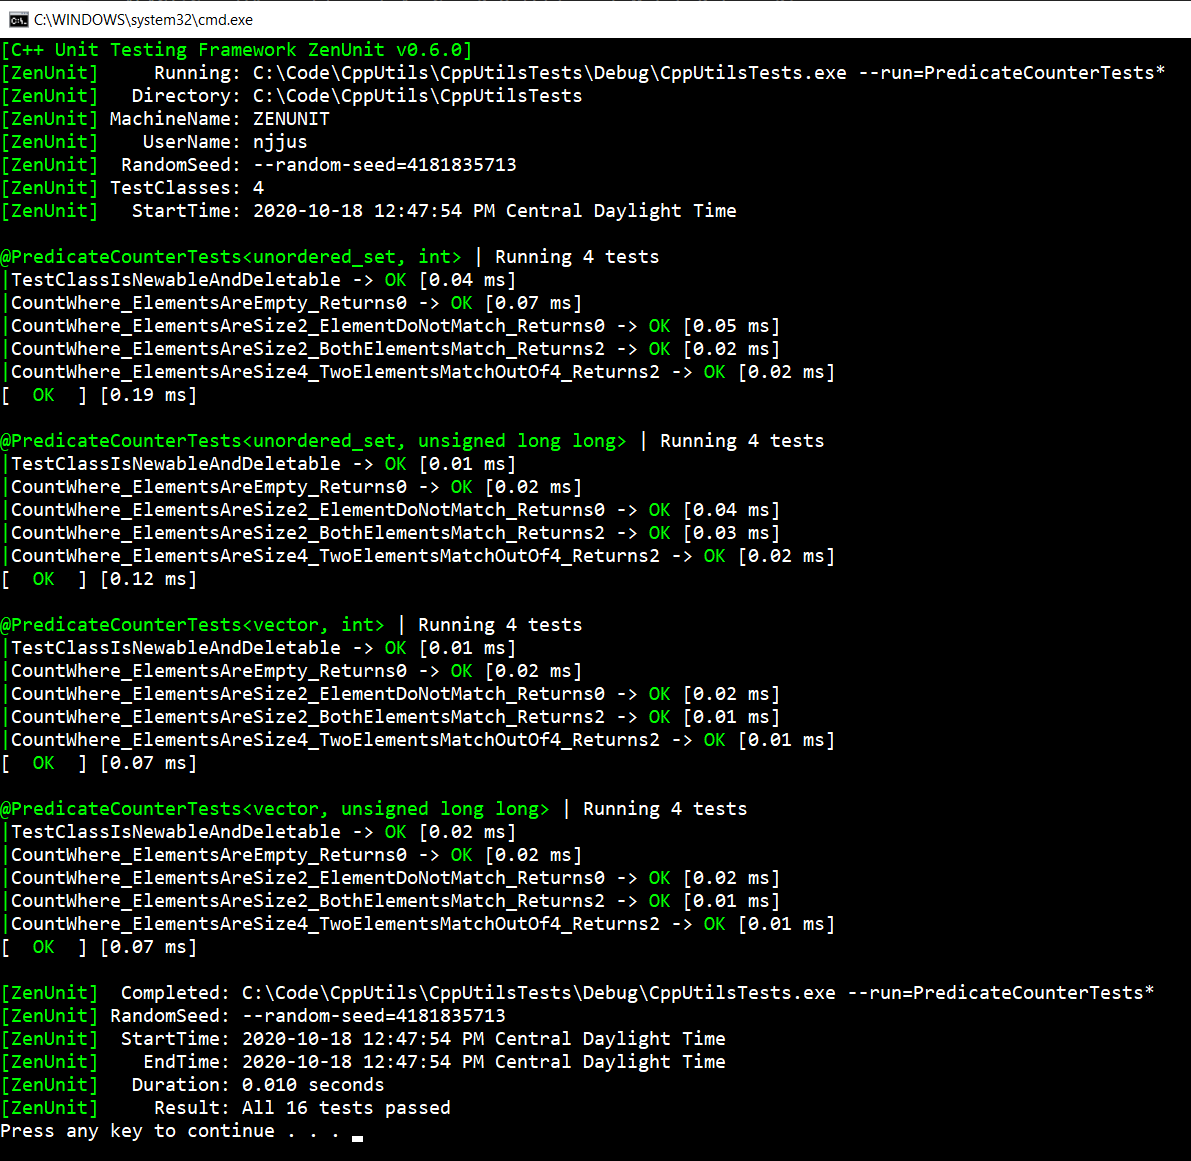 C:\WINDOWS\system32\cmd.exe
[C++ Unit Testing Framework ZenUnit v0.6.0]
[ZenUnit]     Running: C:\Code\CppUtils\CppUtilsTests\Debug\CppUtilsTests.exe --run=PredicateCounterTests*
[ZenUnit]   Directory: C:\Code\CppUtils\CppUtilsTests
[ZenUnit] MachineName: ZENUNIT
[ZenUnit]    UserName: njjus
[ZenUnit]  RandomSeed: --random-seed=4181835713
[ZenUnit] TestClasses: 4
[ZenUnit]   StartTime: 2020-10-18 12:47:54 PM Central Daylight Time
@PredicateCounterTests<unordered_set, int> | Running 4 tests
|TestClassIsNewableAndDeletable -> OK [0.04 ms]
|CountWhere_ElementsAreEmpty_Returns0 -> OK [0.07 ms]
|CountWhere_ElementsAreSize2_ElementDoNotMatch_Returns0 -> OK [0.05 ms]
|CountWhere_ElementsAreSize2_BothElementsMatch_Returns2 -> OK [0.02 ms]
|CountWhere_ElementsAreSize4_TwoElementsMatchOutOf4_Returns2 -> OK [0.02 ms]
[  OK  ] [0.19 ms]
@PredicateCounterTests<unordered_set, unsigned long long> | Running 4 tests
|TestClassIsNewableAndDeletable -> OK [0.01 ms]
|CountWhere_ElementsAreEmpty_Returns0 -> OK [0.02 ms]
|CountWhere_ElementsAreSize2_ElementDoNotMatch_Returns0 -> OK [0.04 ms]
|CountWhere_ElementsAreSize2_BothElementsMatch_Returns2 -> OK [0.03 ms]
|CountWhere_ElementsAreSize4_TwoElementsMatchOutOf4_Returns2 -> OK [0.02 ms]
[  OK  ] [0.12 ms]
@PredicateCounterTests<vector, int> | Running 4 tests
|TestClassIsNewableAndDeletable -> OK [0.01 ms]
|CountWhere_ElementsAreEmpty_Returns0 -> OK [0.02 ms]
|CountWhere_ElementsAreSize2_ElementDoNotMatch_Returns0 -> OK [0.02 ms]
|CountWhere_ElementsAreSize2_BothElementsMatch_Returns2 -> OK [0.01 ms]
|CountWhere_ElementsAreSize4_TwoElementsMatchOutOf4_Returns2 -> OK [0.01 ms]
[  OK  ] [0.07 ms]
@PredicateCounterTests<vector, unsigned long long> | Running 4 tests
|TestClassIsNewableAndDeletable -> OK [0.02 ms]
|CountWhere_ElementsAreEmpty_Returns0 -> OK [0.02 ms]
|CountWhere_ElementsAreSize2_ElementDoNotMatch_Returns0 -> OK [0.02 ms]
|CountWhere_ElementsAreSize2_BothElementsMatch_Returns2 -> OK [0.01 ms]
|CountWhere_ElementsAreSize4_TwoElementsMatchOutOf4_Returns2 -> OK [0.01 ms]
[  OK  ] [0.07 ms]
[ZenUnit]  Completed: C:\Code\CppUtils\CppUtilsTests\Debug\CppUtilsTests.exe --run=PredicateCounterTests*
[ZenUnit] RandomSeed: --random-seed=4181835713
[ZenUnit]  StartTime: 2020-10-18 12:47:54 PM Central Daylight Time
[ZenUnit]    EndTime: 2020-10-18 12:47:54 PM Central Daylight Time
[ZenUnit]   Duration: 0.010 seconds
[ZenUnit]     Result: All 16 tests passed
Press any key to continue . . .